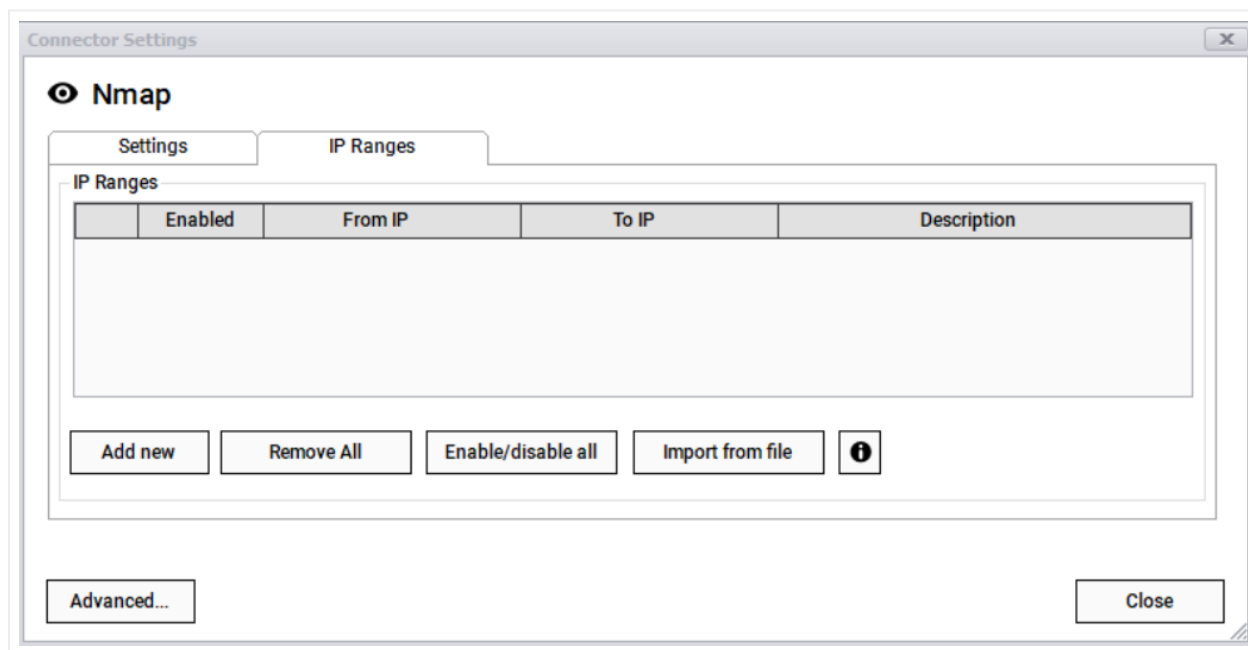 Connector Settings
Nmap
Settings IP Ranges
IP Ranges
Enabled From IP To IP Description
Add new Remove All Enable/disable all Import from file
Advanced... Close